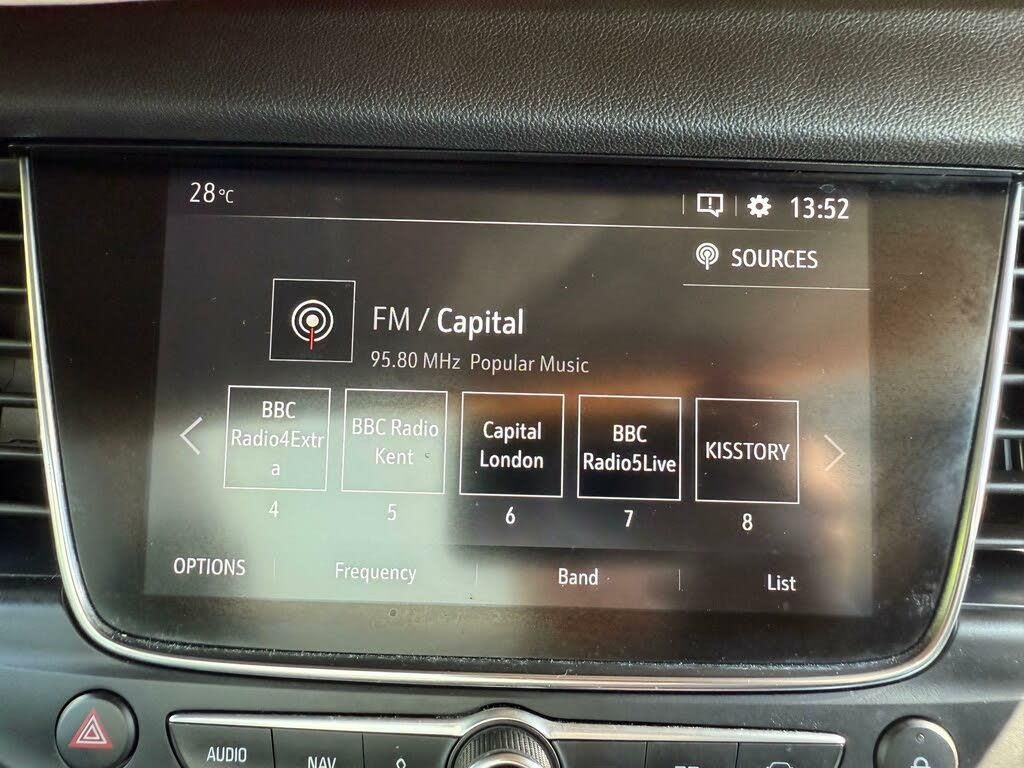 28°C
13:52
SOURCES
FM / Capital
95.80 MHz Popular Music
BBC
Radio4Extr
a
BBC Radio
Kent
Capital
London
BBC
Radio5Live
KISSTORY
4
5
6
7
8
OPTIONS
Frequency
Band
List
AUDIO
NAV